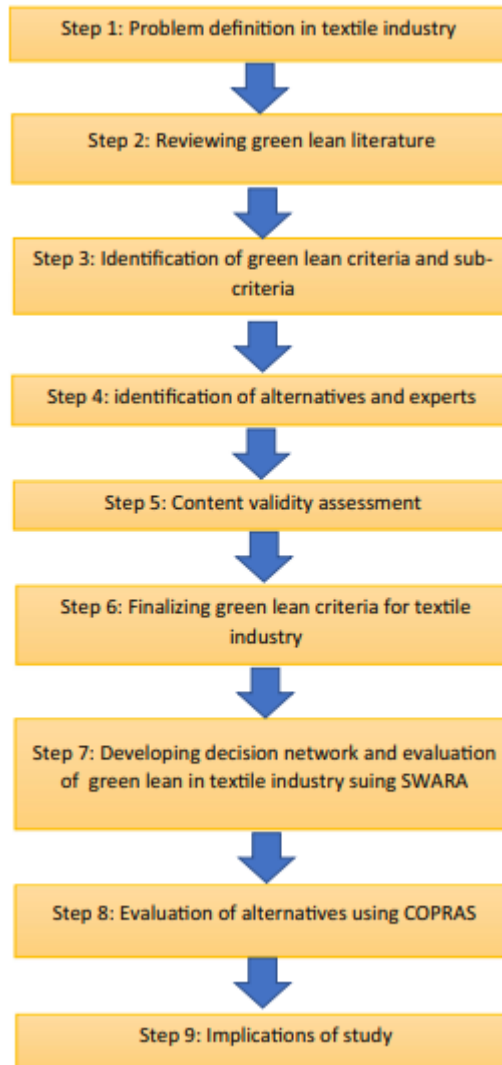 Step 1: Problem definition in textile industry
Step 2: Reviewing green lean literature
Step 3: Identification of green lean criteria and sub-
criteria
Step 4: identification of alternatives and experts
Step 5: Content validity assessment
Step 6: Finalizing green lean criteria for textile
industry
Step 7: Developing decision network and evaluation
of green lean in textile industry suing SWARA
Step 8: Evaluation of alternatives using COPRAS
Step 9: Implications of study